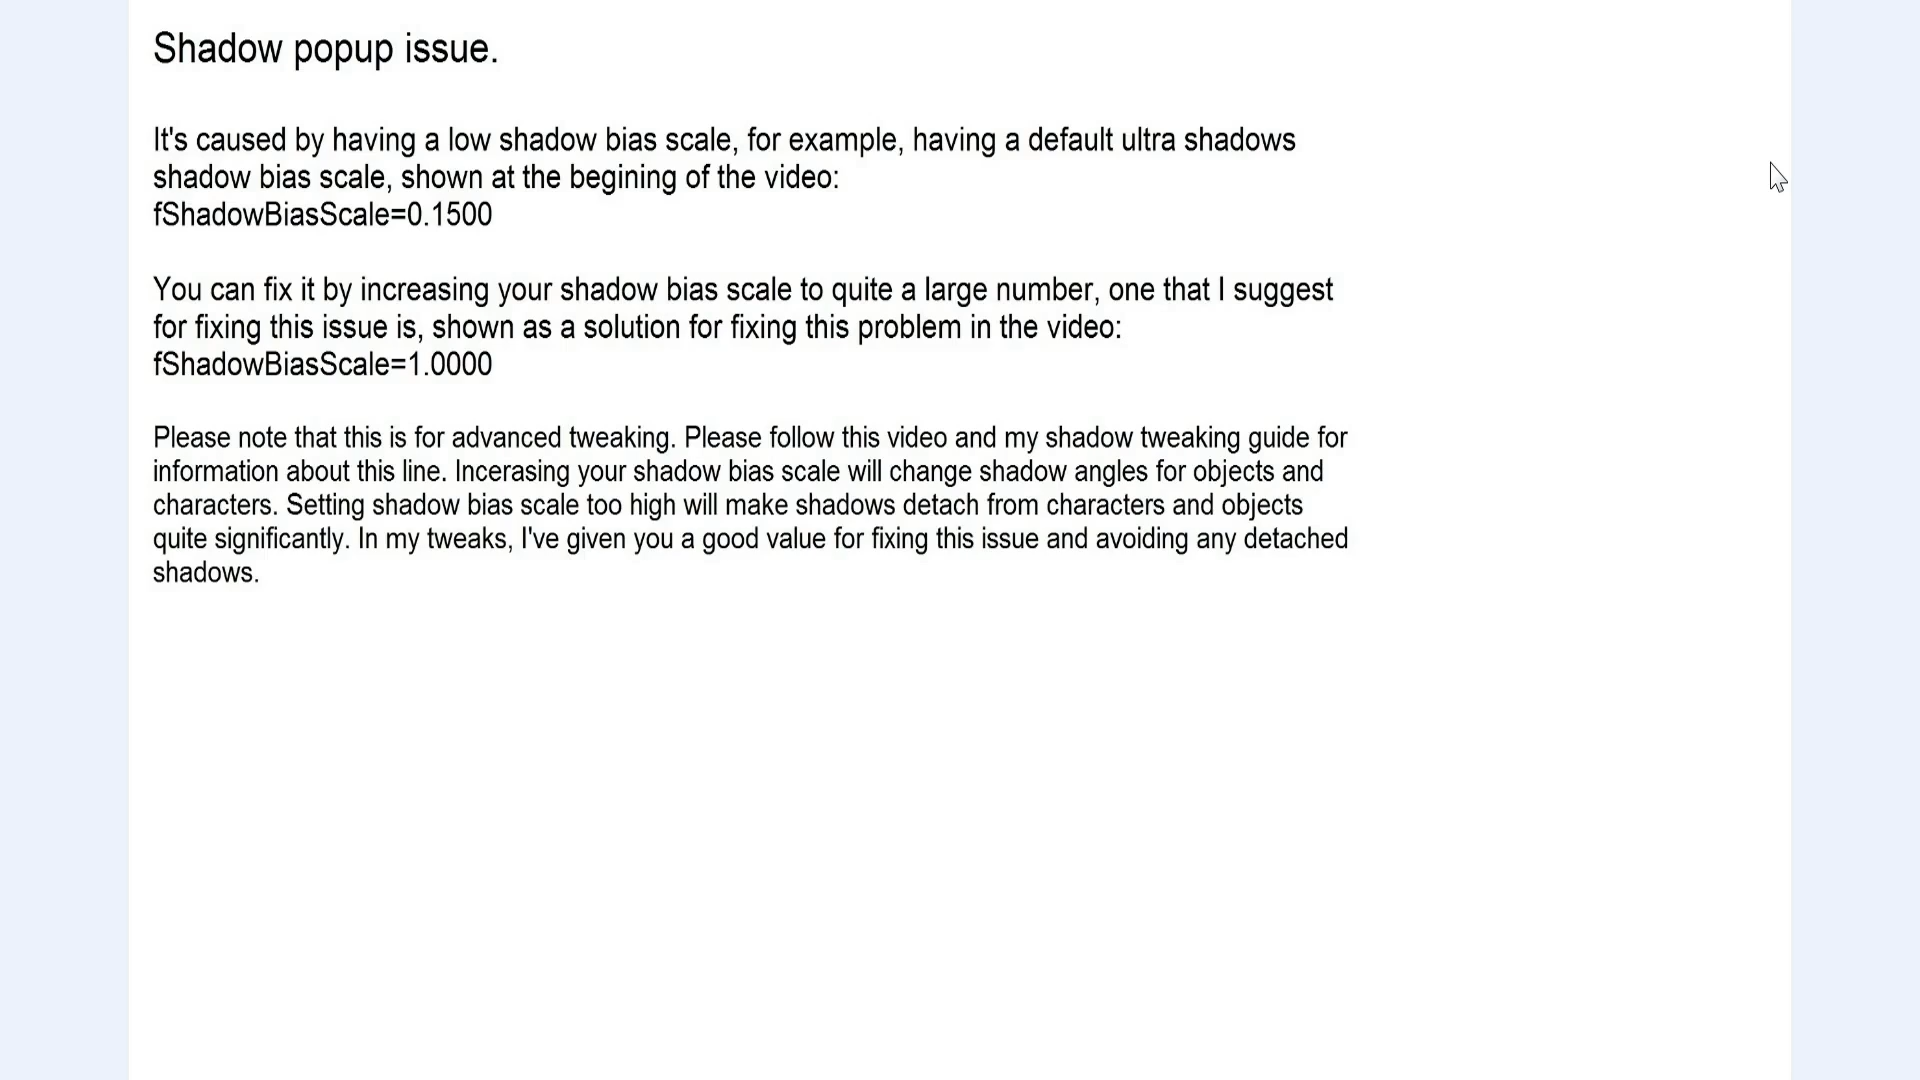 Shadow popup issue.
It's caused by having a low shadow bias scale, for example, having a default ultra shadows
shadow bias scale, shown at the begining of the video:
fShadowBiasScale=0.1500
You can fix it by increasing your shadow bias scale to quite a large number, one that I suggest
for fixing this issue is, shown as a solution for fixing this problem in the video:
fShadowBiasScale=1.0000
Please note that this is for advanced tweaking. Please follow this video and my shadow tweaking guide for
information about this line. Incerasing your shadow bias scale will change shadow angles for objects and
characters. Setting shadow bias scale too high will make shadows detach from characters and objects
quite significantly. In my tweaks, I've given you a good value for fixing this issue and avoiding any detached
shadows.